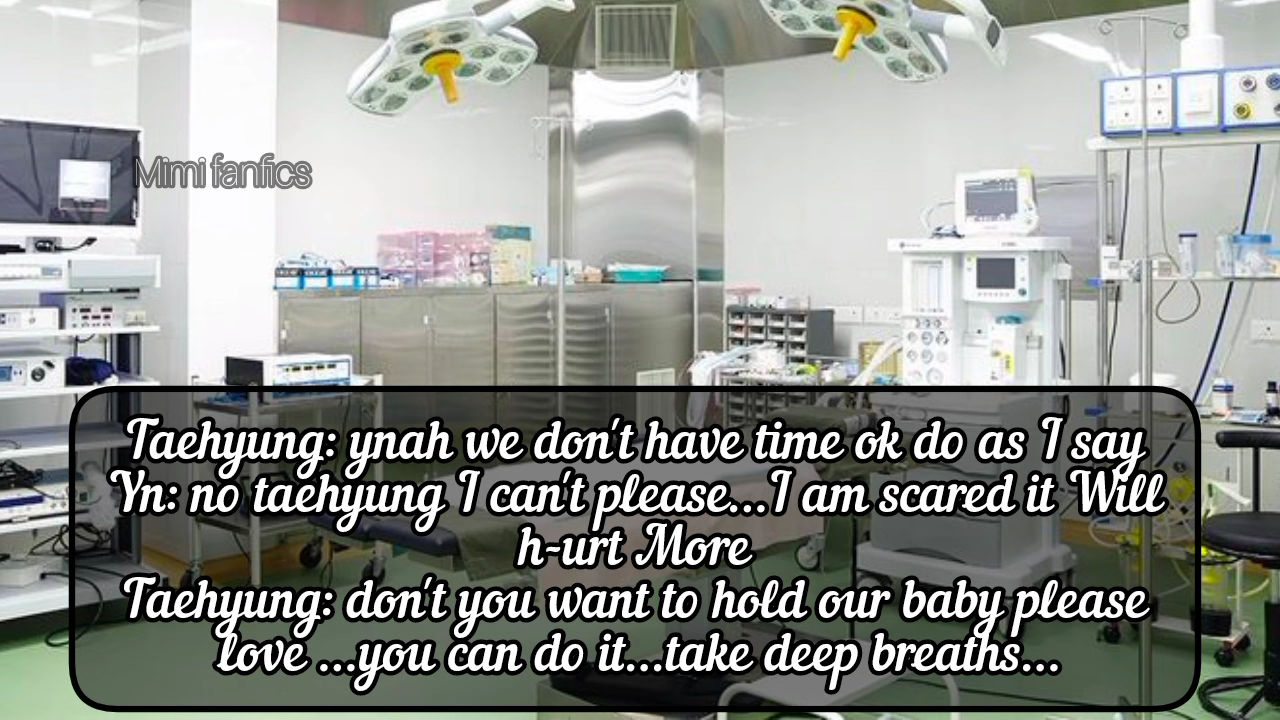 Mimi fanfics
Taehyung: ynah we don't have time ok do as I say
Yn: no taehyung I can't please...I am scared it Will
h-urt More
Taehyung: don't you want to hold our baby please
love ...you can do it...take deep breaths...